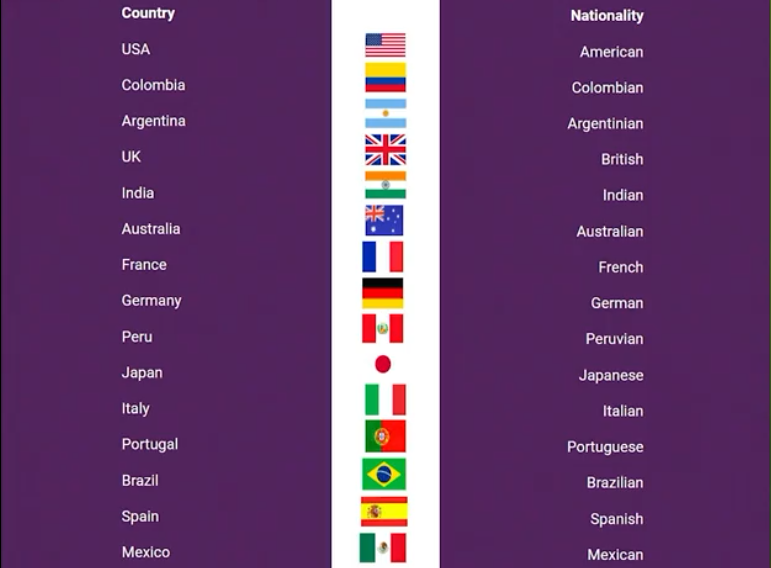 Country Nationality
USA American
Colombia Colombian
Argentina Argentinian
UK British
India Indian
Australia Australian
France French
Germany German
Peru Peruvian
Japan Japanese
Italy Italian
Portugal Portuguese
Brazil Brazilian
Spain Spanish
Mexico Mexican